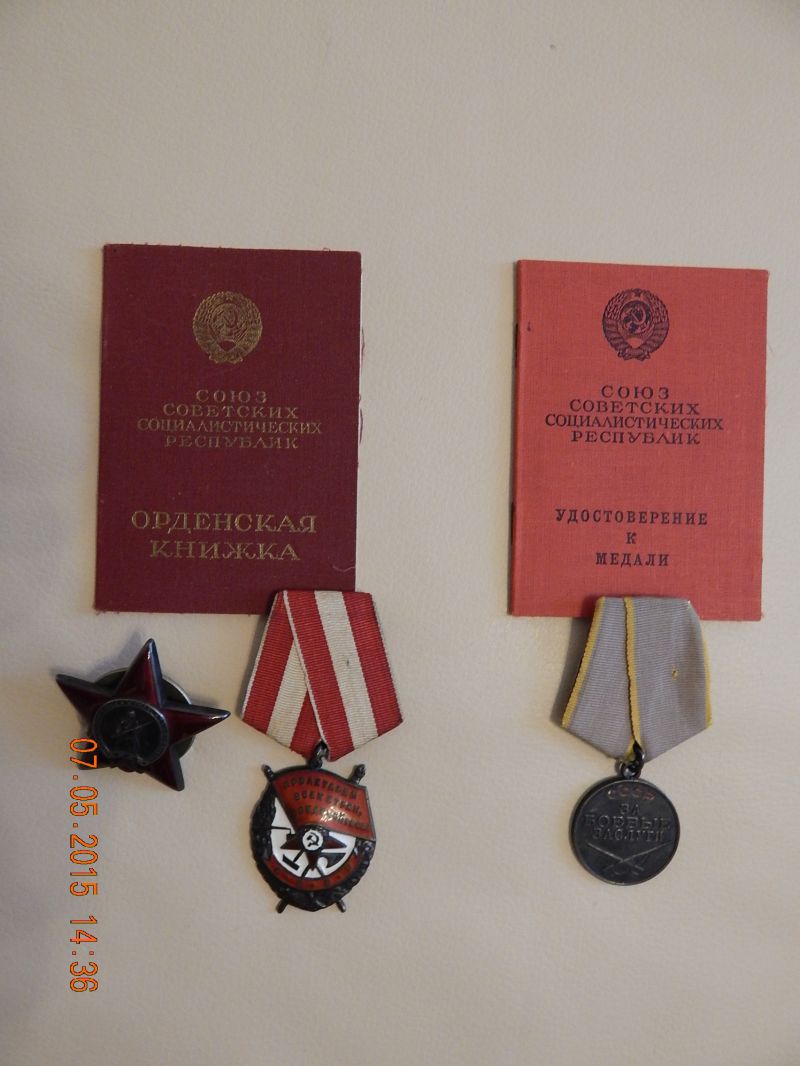 СОЮЗ
СОВЕТСКИХ
СОЦИАЛИСТИЧЕСКИХ
РЕСПУБЛИК
ОРДЕНСКАЯ
КНИЖКА
СОЮЗ
СОВЕТСКИХ
СОЦИАЛИСТИЧЕСКИХ
РЕСПУБЛИК
УДОСТОВЕРЕНИЕ
К
МЕДАЛИ
ПРОЛЕТАРИИ
ВСЕХ СТРАН,
СССР
ЗА
БОЕВЫЕ
ЗАСЛУГИ
07.05.2015 14:36